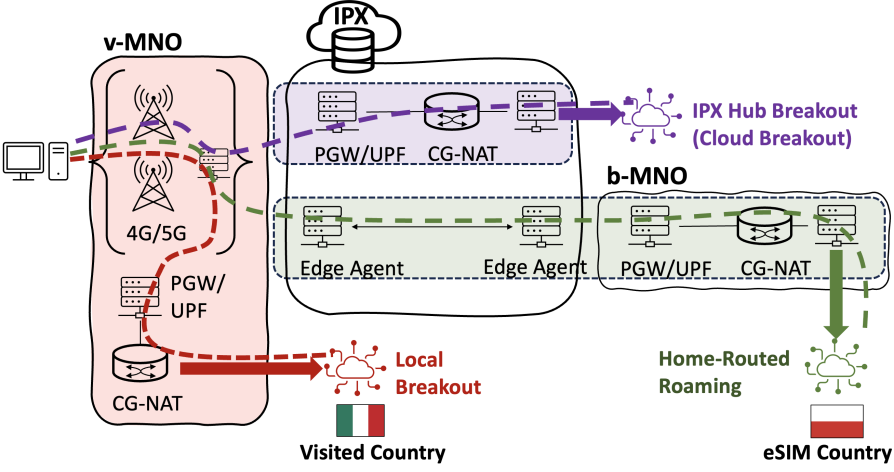 IPX
v-MNO
PGW/UPF
CG-NAT
IPX Hub Breakout
(Cloud Breakout)
b-MNO
4G/5G
Edge Agent
Edge Agent
PGW/UPF
CG-NAT
PGW/
UPF
CG-NAT
Local
Breakout
Home-Routed
Roaming
Visited Country
eSIM Country